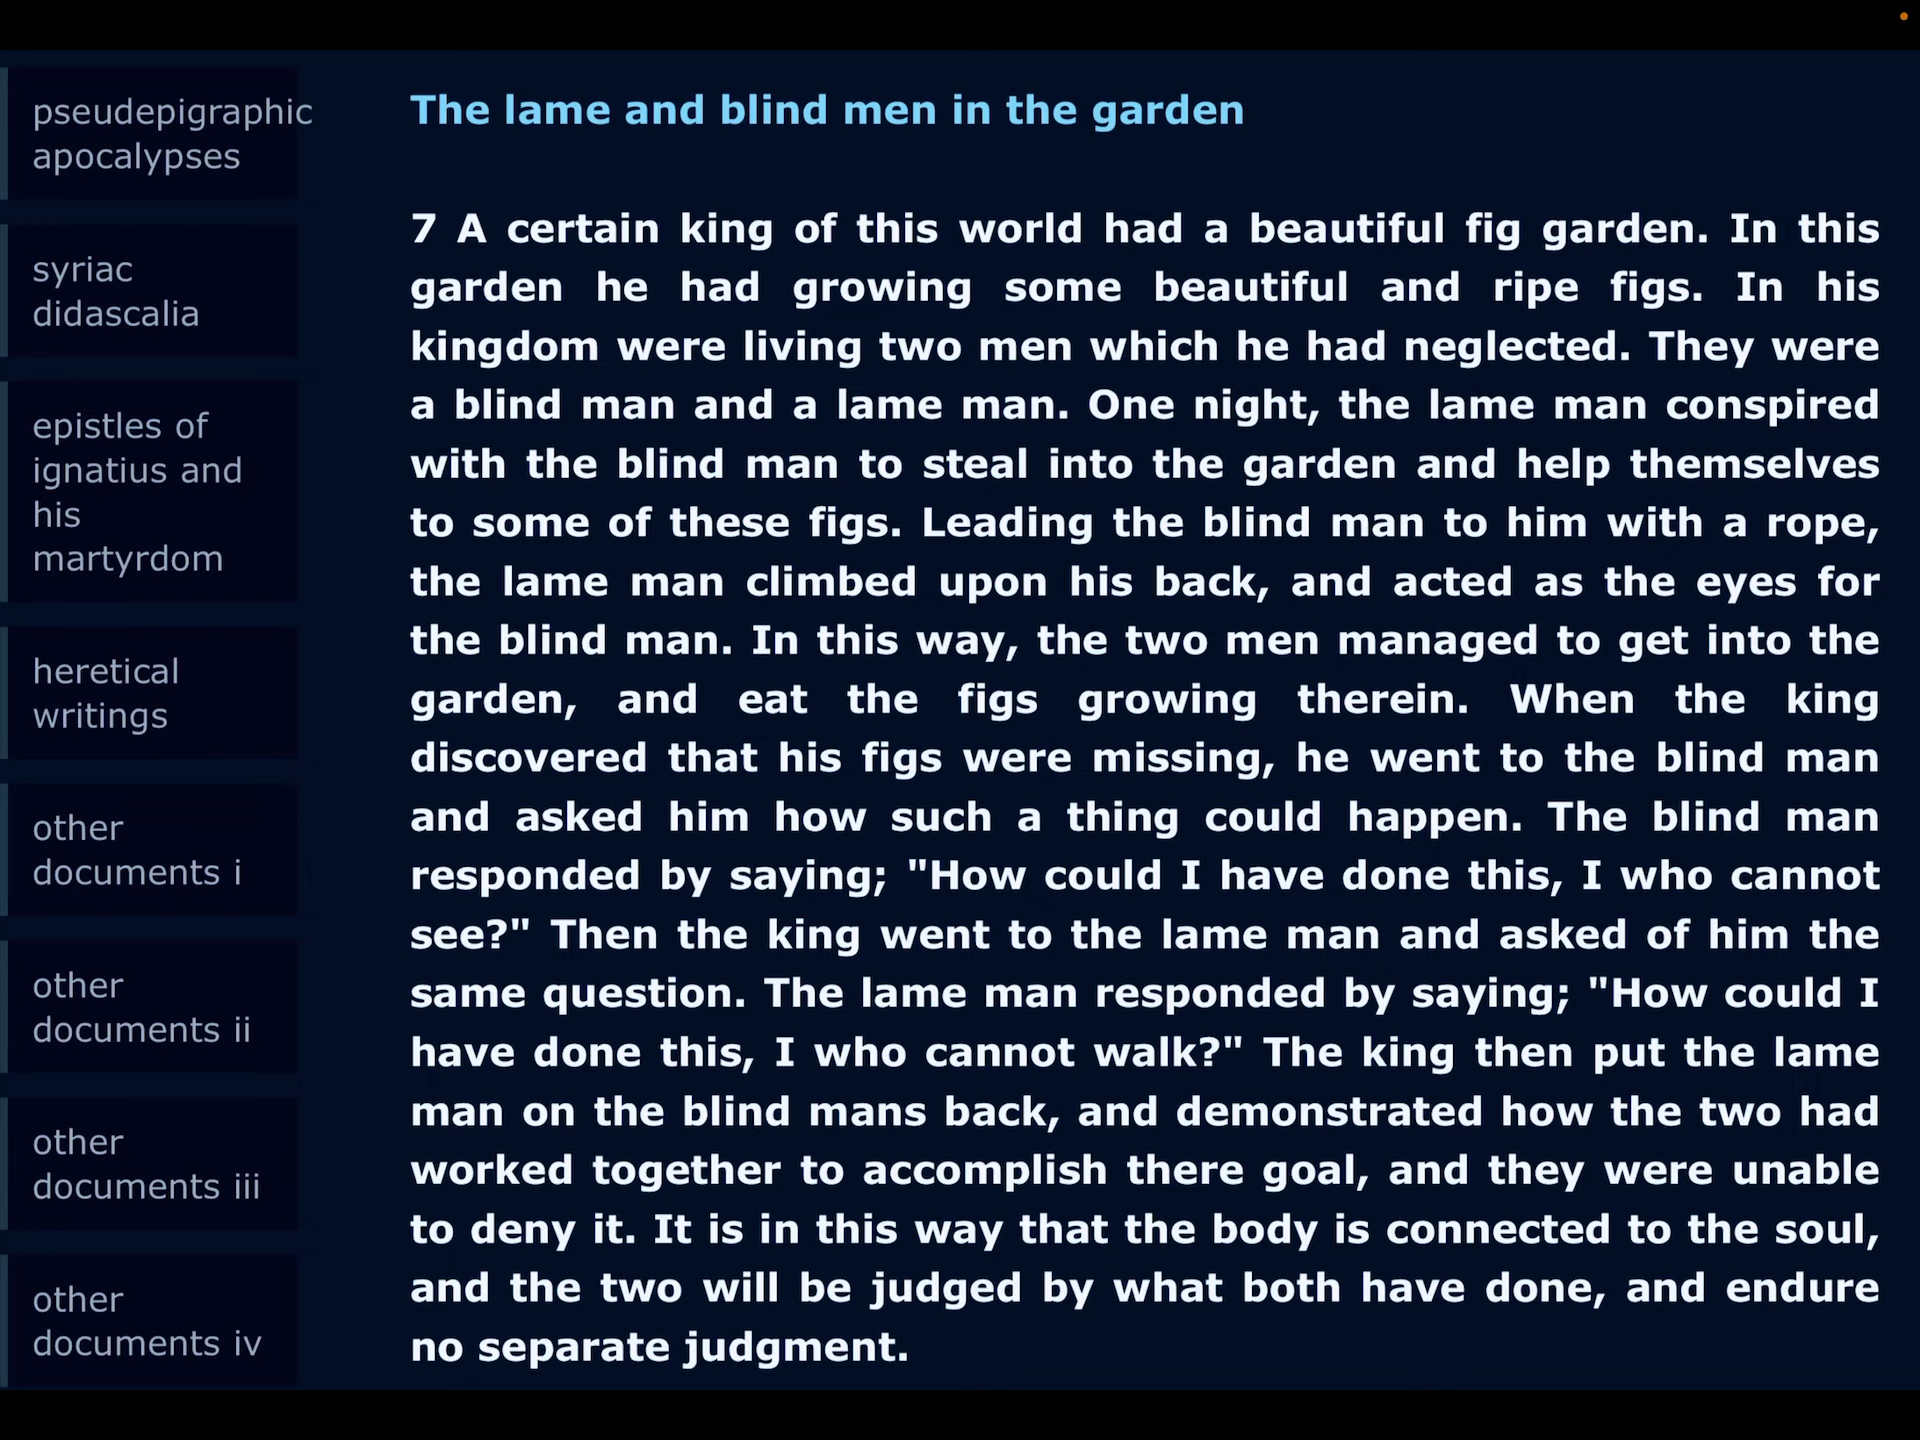 pseudepigraphic
apocalypses
syriac
didascalia
epistles of
ignatius and
his
martyrdom
heretical
writings
other
documents i
other
documents ii
other
documents iii
other
documents iv
The lame and blind men in the garden
7 A certain king of this world had a beautiful fig garden. In this
garden he had growing some beautiful and ripe figs. In his
kingdom were living two men which he had neglected. They were
a blind man and a lame man. One night, the lame man conspired
with the blind man to steal into the garden and help themselves
to some of these figs. Leading the blind man to him with a rope,
the lame man climbed upon his back, and acted as the eyes for
the blind man. In this way, the two men managed to get into the
garden, and eat the figs growing therein. When the king
discovered that his figs were missing, he went to the blind man
and asked him how such a thing could happen. The blind man
responded by saying; "How could I have done this, I who cannot
see?" Then the king went to the lame man and asked of him the
same question. The lame man responded by saying; "How could I
have done this, I who cannot walk?" The king then put the lame
man on the blind mans back, and demonstrated how the two had
worked together to accomplish there goal, and they were unable
to deny it. It is in this way that the body is connected to the soul,
and the two will be judged by what both have done, and endure
no separate judgment.